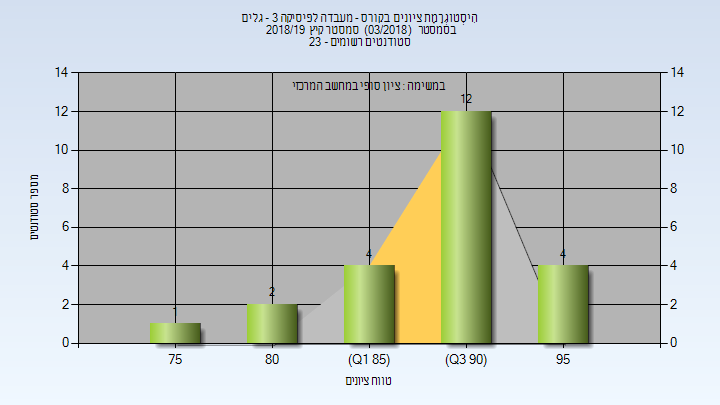 היסטוגרמת ציונים בקורס - מעבדה לפיסיקה 3 - גלים
בסמסטר (03/2018) סמסטר קיץ 2018/19
סטודנטים רשומים - 23
במשימה : ציון סופי במחשב המרכזי
14 14
12 12
10 10
8 8
6 6
4 4
2 2
0 0
1 2 4 12 4
75 80 (Q1 85) (Q3 90) 95
מספר סטודנטים
טווח ציונים